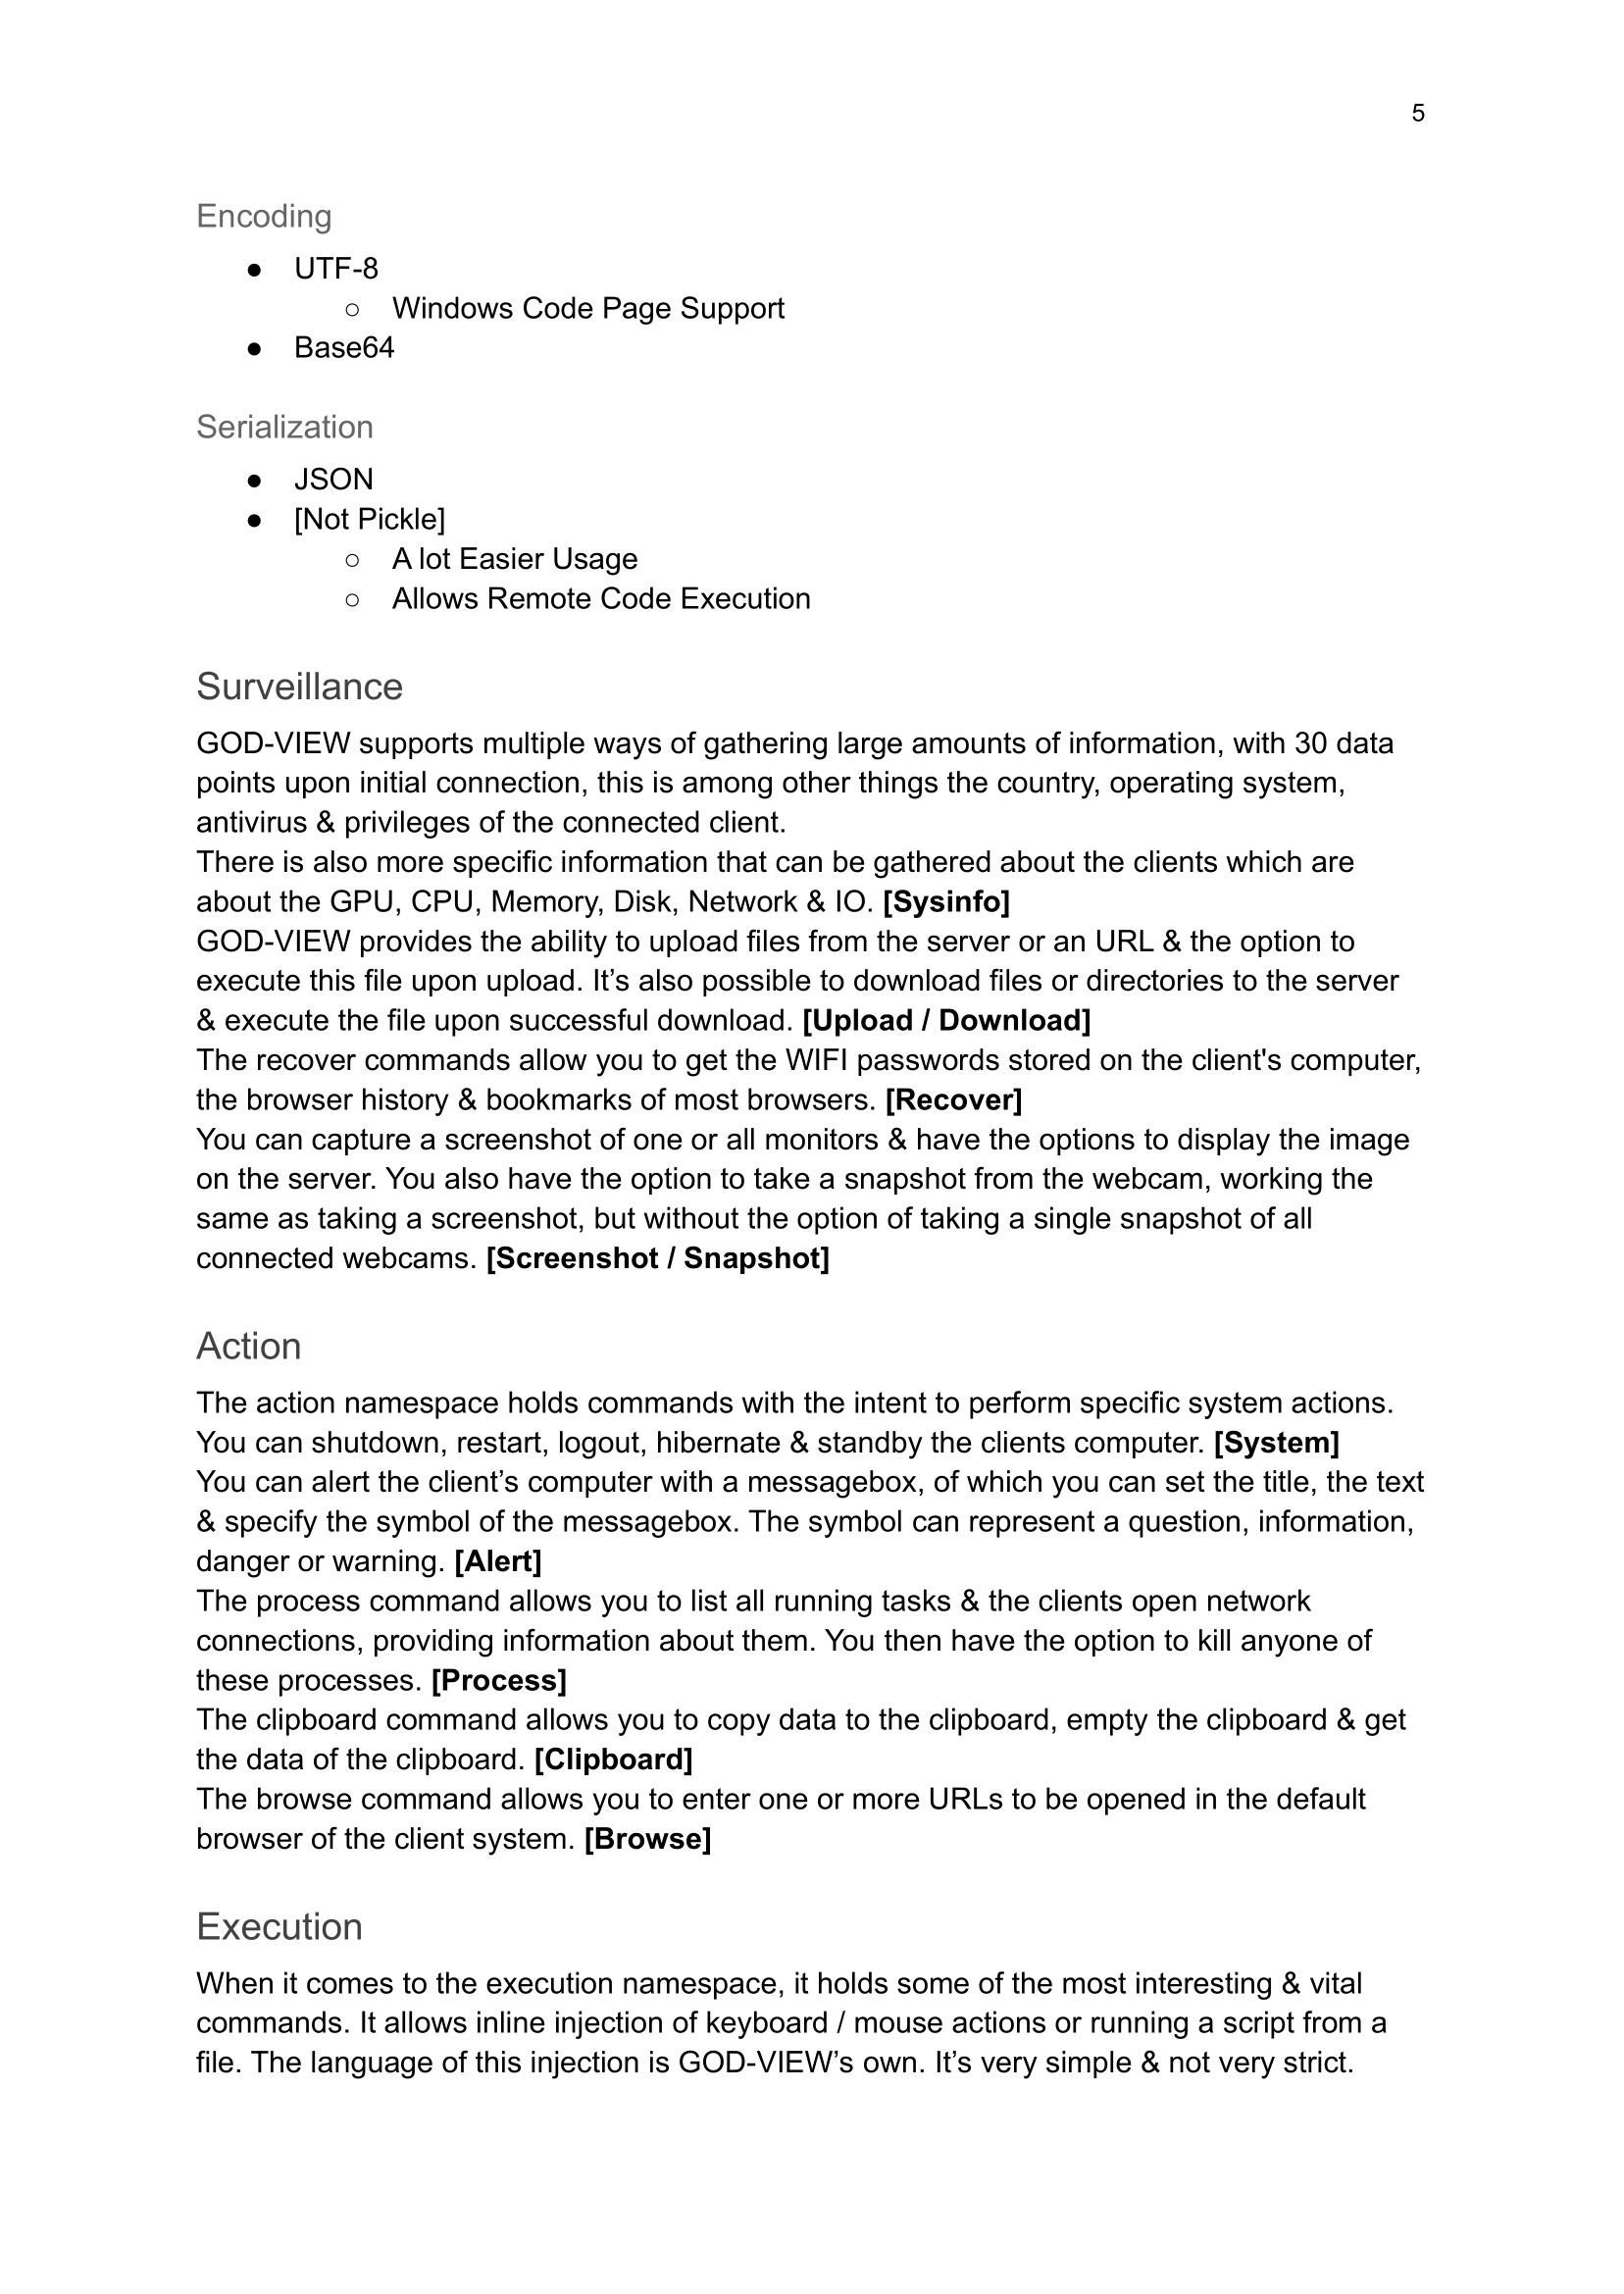 5
Encoding
● UTF-8
○ Windows Code Page Support
● Base64
Serialization
● JSON
● [Not Pickle]
○ A lot Easier Usage
○ Allows Remote Code Execution
Surveillance
GOD-VIEW supports multiple ways of gathering large amounts of information, with 30 data
points upon initial connection, this is among other things the country, operating system,
antivirus & privileges of the connected client.
There is also more specific information that can be gathered about the clients which are
about the GPU, CPU, Memory, Disk, Network & IO. [Sysinfo]
GOD-VIEW provides the ability to upload files from the server or an URL & the option to
execute this file upon upload. It’s also possible to download files or directories to the server
& execute the file upon successful download. [Upload / Download]
The recover commands allow you to get the WIFI passwords stored on the client's computer,
the browser history & bookmarks of most browsers. [Recover]
You can capture a screenshot of one or all monitors & have the options to display the image
on the server. You also have the option to take a snapshot from the webcam, working the
same as taking a screenshot, but without the option of taking a single snapshot of all
connected webcams. [Screenshot / Snapshot]
Action
The action namespace holds commands with the intent to perform specific system actions.
You can shutdown, restart, logout, hibernate & standby the clients computer. [System]
You can alert the client’s computer with a messagebox, of which you can set the title, the text
& specify the symbol of the messagebox. The symbol can represent a question, information,
danger or warning. [Alert]
The process command allows you to list all running tasks & the clients open network
connections, providing information about them. You then have the option to kill anyone of
these processes. [Process]
The clipboard command allows you to copy data to the clipboard, empty the clipboard & get
the data of the clipboard. [Clipboard]
The browse command allows you to enter one or more URLs to be opened in the default
browser of the client system. [Browse]
Execution
When it comes to the execution namespace, it holds some of the most interesting & vital
commands. It allows inline injection of keyboard / mouse actions or running a script from a
file. The language of this injection is GOD-VIEW’s own. It’s very simple & not very strict.